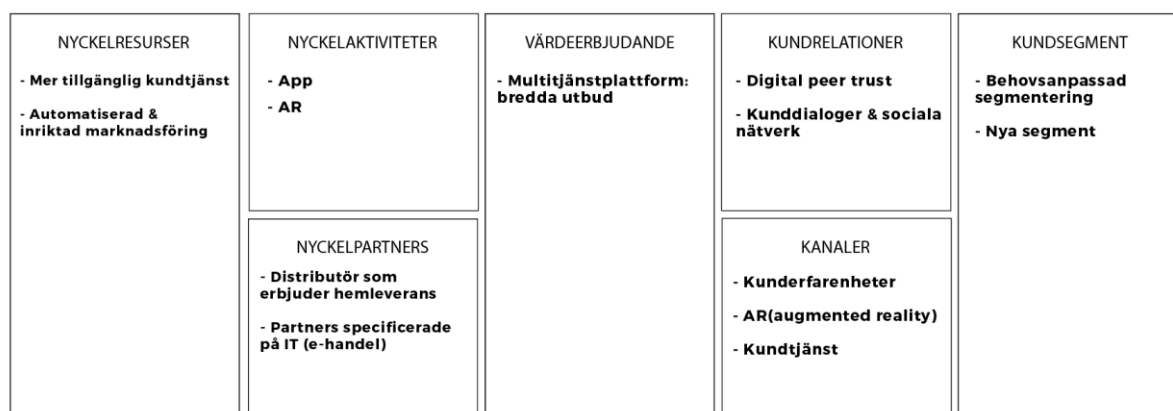 NYCKELRESURSER
- Mer tillgänglig kundtjänst
- Automatiserad &
inriktad marknadsföring
NYCKELAKTIVITETER
- App
- AR
NYCKELPARTNERS
- Distributör som
erbjuder hemleverans
- Partners specificerade
på IT (e-handel)
VÄRDEERBJUDANDE
- Multitjänstplattform:
bredda utbud
KUNDRELATIONER
- Digital peer trust
- Kunddialoger & sociala
nätverk
KANALER
- Kunderfarenheter
- AR(augmented reality)
- Kundtjänst
KUNDSEGMENT
- Behovsanpassad
segmentering
- Nya segment